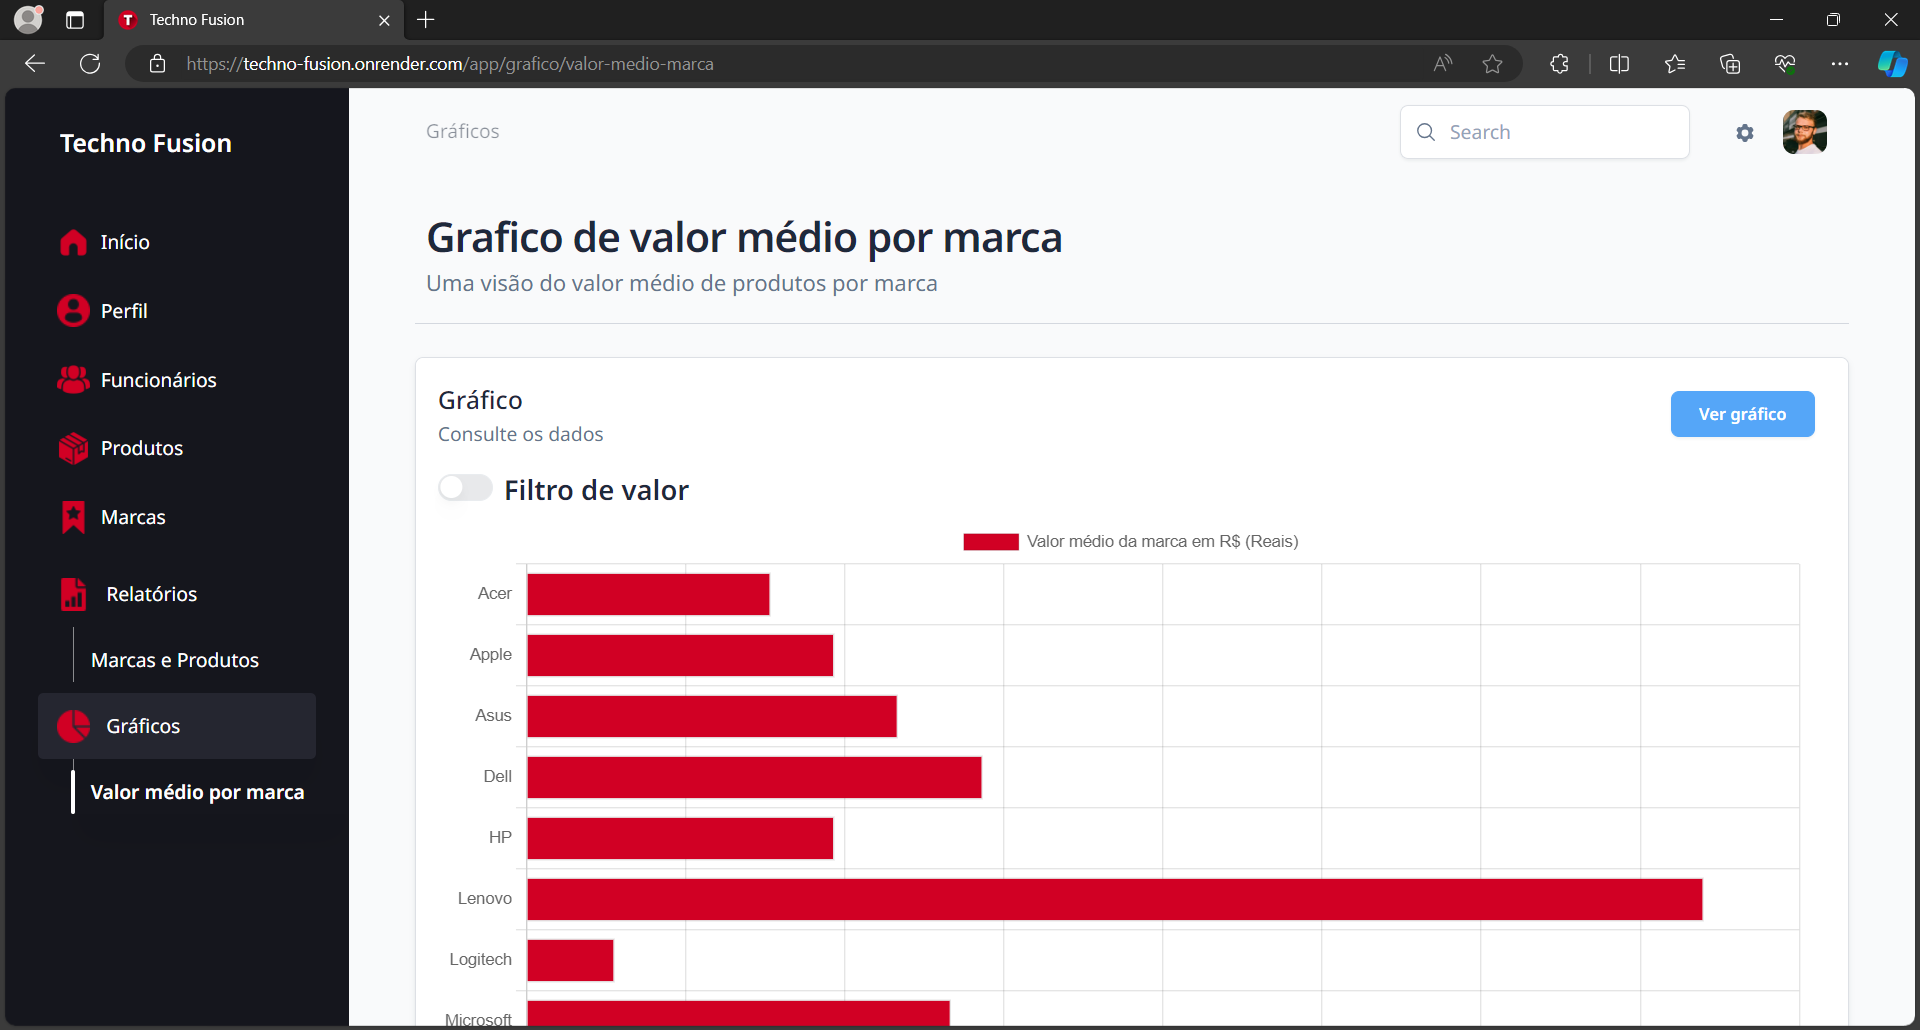 Techno Fusion
https://techno-fusion.onrender.com/app/grafico/valor-medio-marca
Techno Fusion
Início
Perfil
Funcionários
Produtos
Marcas
Relatórios
Marcas e Produtos
Gráficos
Valor médio por marca
Gráficos
Search
Grafico de valor médio por marca
Uma visão do valor médio de produtos por marca
Gráfico
Consulte os dados
Ver gráfico
Filtro de valor
Valor médio da marca em R$ (Reais)
Acer
Apple
Asus
Dell
HP
Lenovo
Logitech
Microsoft